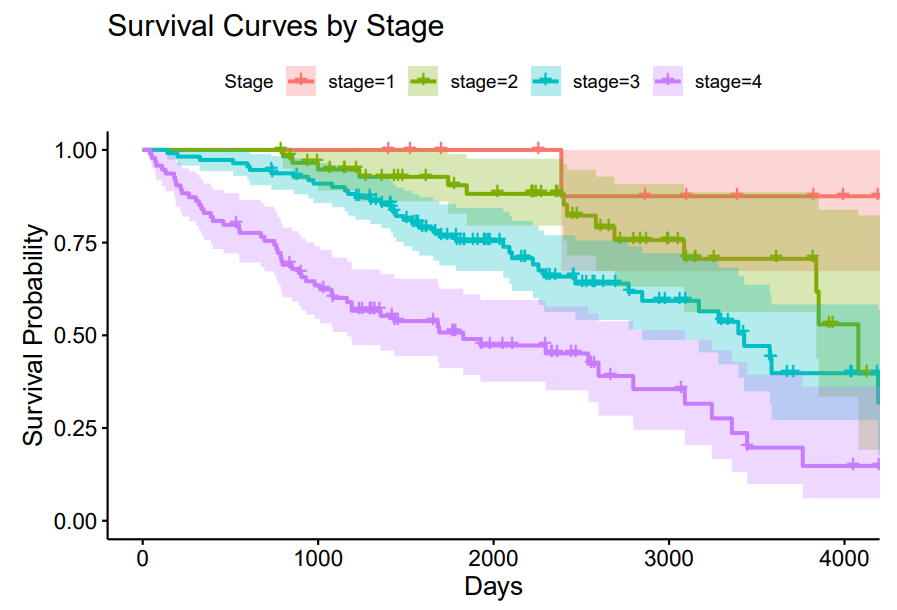 Survival Curves by Stage
Stage stage=1 stage=2 stage=3 stage=4
Survival Probability
1.00
0.75
0.50
0.25
0.00
0 1000 2000 3000 4000
Days